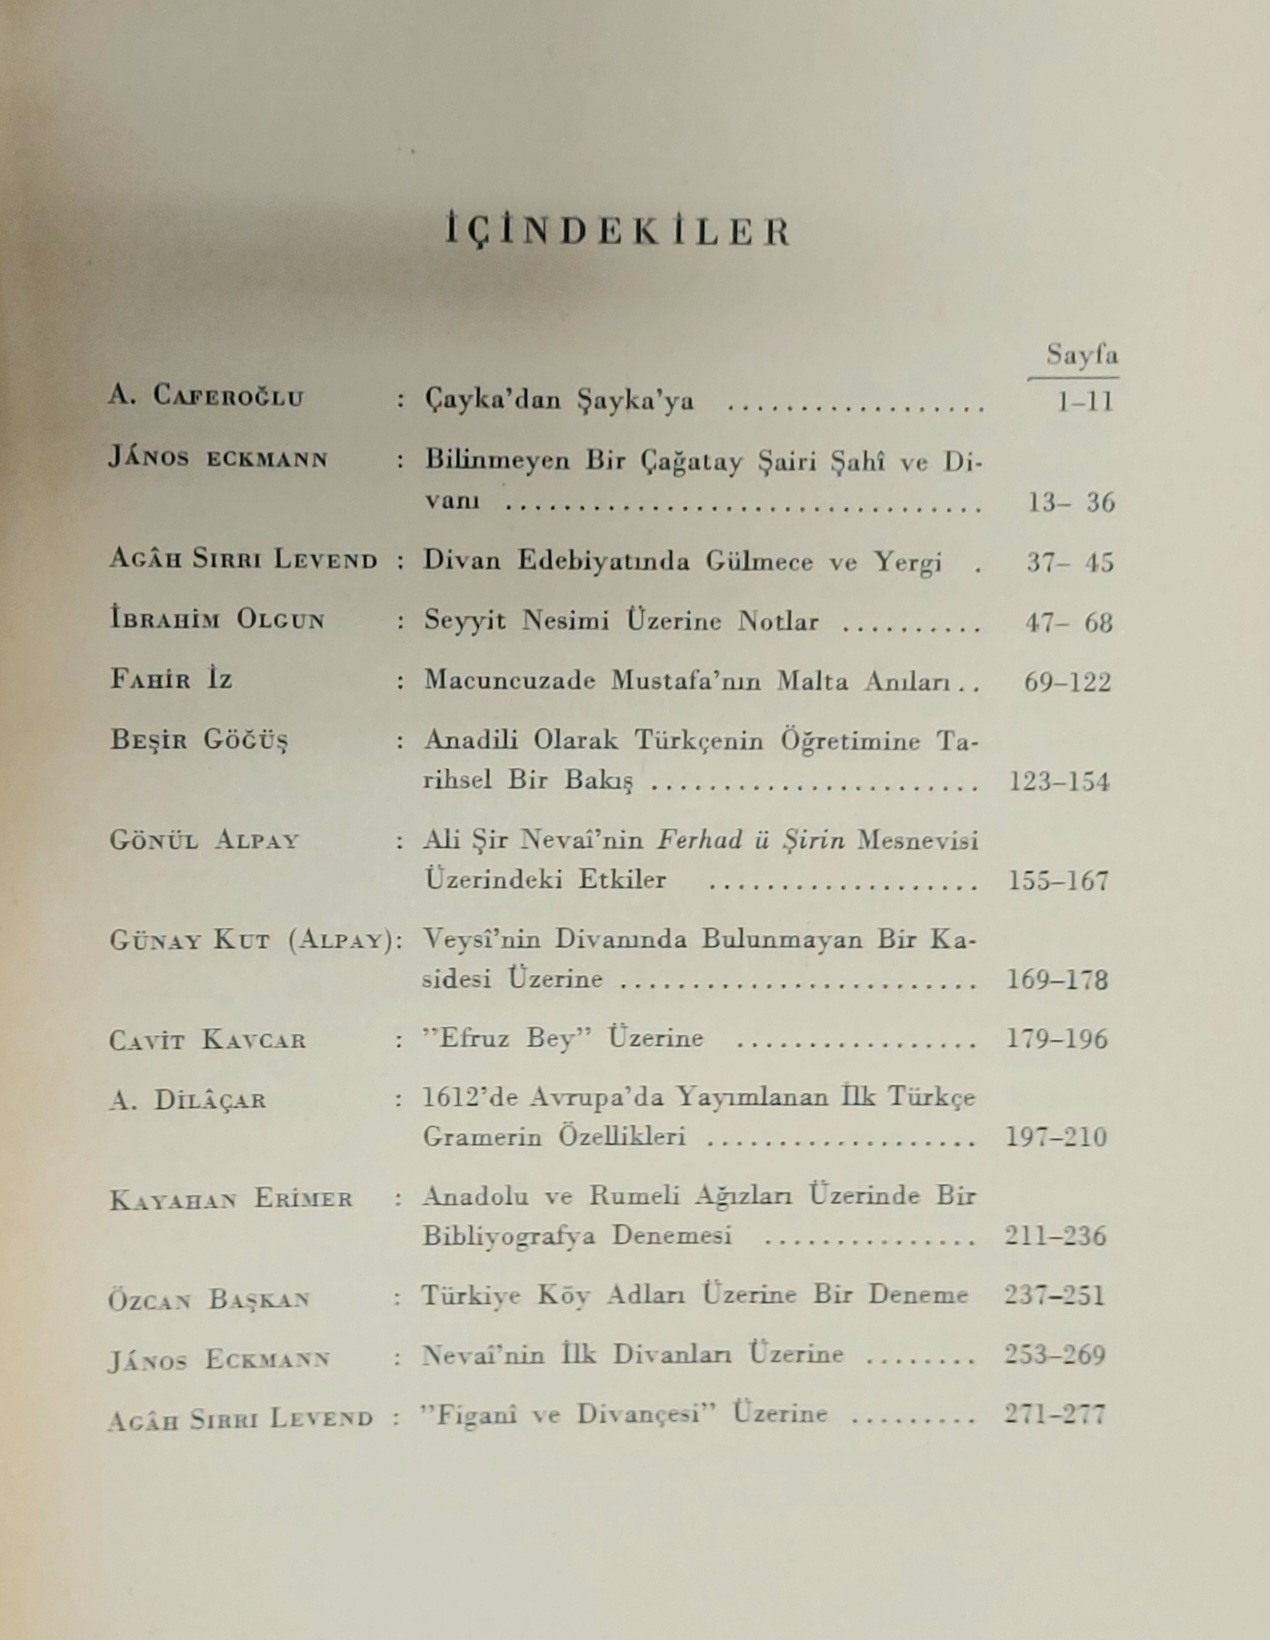 İÇİNDEKİLER
Sayfa
A. CAFEROĞLU : Çayka'dan Şayka'ya .................. 1–11
JÁNOS ECKMANN : Bilinmeyen Bir Çağatay Şairi Şahî ve Di-
vanı ................................. 13– 36
AGÂH SIRRI LEVEND : Divan Edebiyatında Gülmece ve Yergi . 37– 45
İBRAHİM OLGUN : Seyyit Nesimi Üzerine Notlar .......... 47– 68
FAHİR İZ : Macuncuzade Mustafa'nın Malta Anıları.. 69–122
BEŞİR GÖĞÜŞ : Anadili Olarak Türkçenin Öğretimine Ta-
rihsel Bir Bakış ....................... 123–154
GÖNÜL ALPAY : Ali Şir Nevaî'nin Ferhad ü Şirin Mesnevisi
Üzerindeki Etkiler ................... 155–167
GÜNAY KUT (ALPAY): Veysî'nin Divanında Bulunmayan Bir Ka-
sidesi Üzerine ......................... 169–178
CAVİT KAVCAR : "Efruz Bey" Üzerine ................. 179–196
A. DİLÂÇAR : 1612'de Avrupa'da Yayımlanan İlk Türkçe
Gramerin Özellikleri ................... 197–210
KAYAHAN ERİMER : Anadolu ve Rumeli Ağızları Üzerinde Bir
Bibliyografya Denemesi ............... 211–236
ÖZCAN BAŞKAN : Türkiye Köy Adları Üzerine Bir Deneme 237–251
JÁNOS ECKMANN : Nevaî'nin İlk Divanları Üzerine ........ 253–269
AGÂH SIRRI LEVEND : "Figanî ve Divançesi" Üzerine ......... 271–277